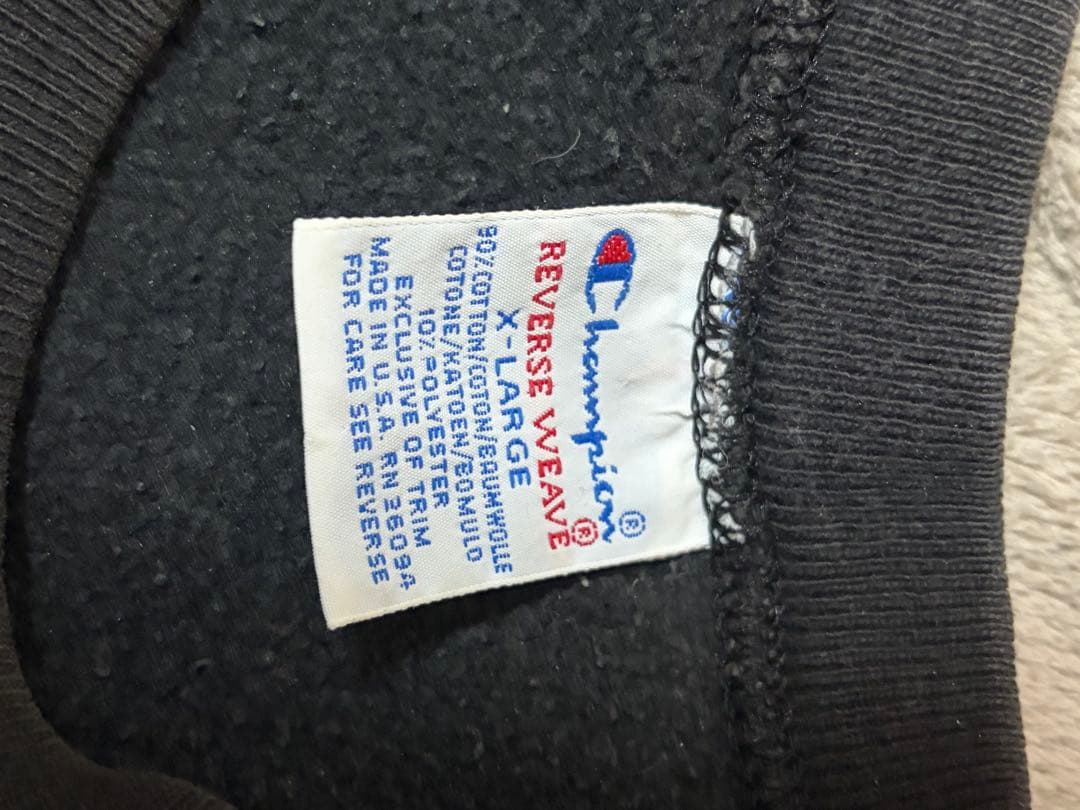 Champion®
REVERSE WEAVE®
X-LARGE
90%COTTON/COTON/BAUMWOLLE
COTONE/KATOEN/BOMULD
10% POLYESTER
EXCLUSIVE OF TRIM
MADE IN U.S.A. RN 26094
FOR CARE SEE REVERSE